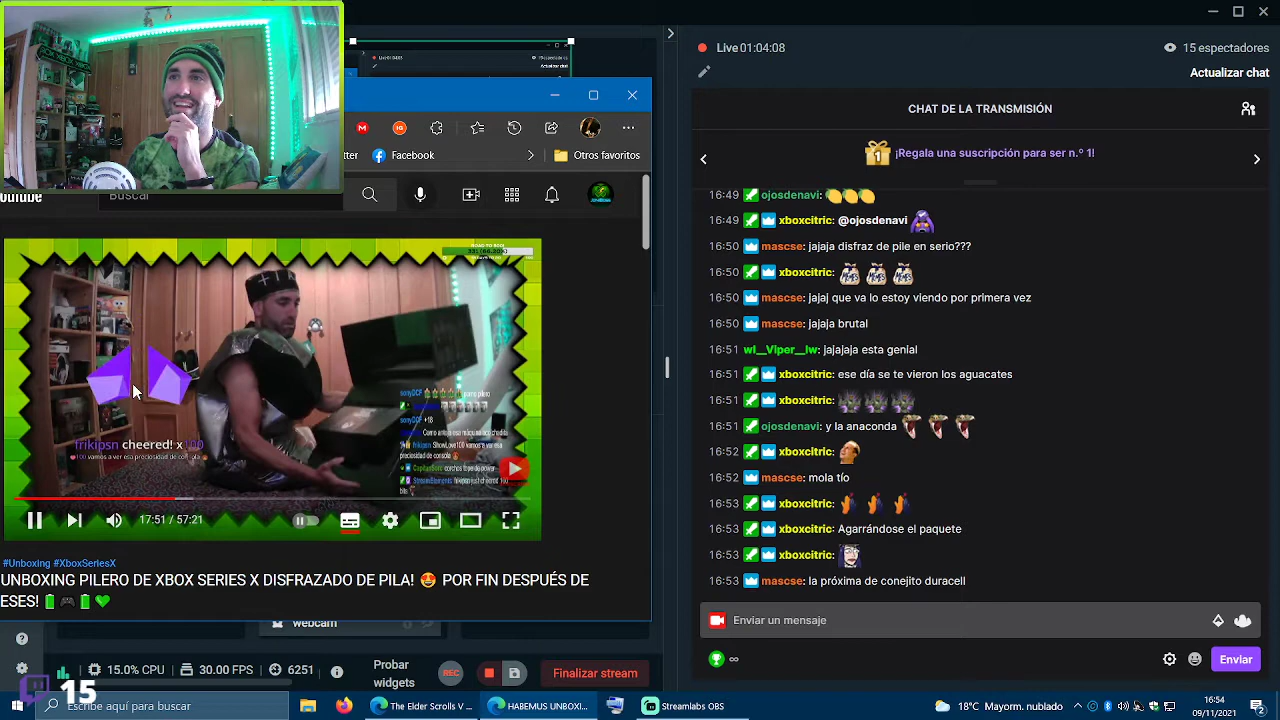 Live 01:04:08
15 espectadores
Actualizar chat
CHAT DE LA TRANSMISIÓN
1
¡Regala una suscripción para ser n.º 1!
tter
Facebook
Otros favoritos
ouTube
Buscar
16:49 ojosdenavi:
16:49 xboxcitric: @ojosdenavi
16:50 mascse: jajaja disfraz de pile en serio???
16:50 xboxcitric:
16:50 mascse: jajaj que va lo estoy viendo por primera vez
16:50 mascse: jajaja brutal
16:51 wI__VIper__Iw: jajajaja esta genial
16:51 xboxcitric: ese día se te vieron los aguacates
16:51 xboxcitric:
16:51 ojosdenavi: y la anaconda
16:52 xboxcitric:
16:52 mascse: mola tío
16:53 xboxcitric:
16:53 xboxcitric: Agarrándose el paquete
16:53 xboxcitric:
16:53 mascse: la próxima de conejito duracell
Enviar un mensaje
∞
Enviar
frikipsn cheered! x100
17:51 / 57:21
#Unboxing #XboxSeriesX
UNBOXING PILERO DE XBOX SERIES X DISFRAZADO DE PILA! 🤩 POR FIN DESPUÉS DE
ESES! 🔋 🎮 🔋 💚
webcam
15.0% CPU
30.00 FPS
6251
Probar widgets
REC
Finalizar stream
15
Escribe aquí para buscar
The Elder Scrolls V ...
HABEMUS UNBOX...
Streamlabs OBS
18°C Mayorm. nublado
16:54
09/11/2021
2